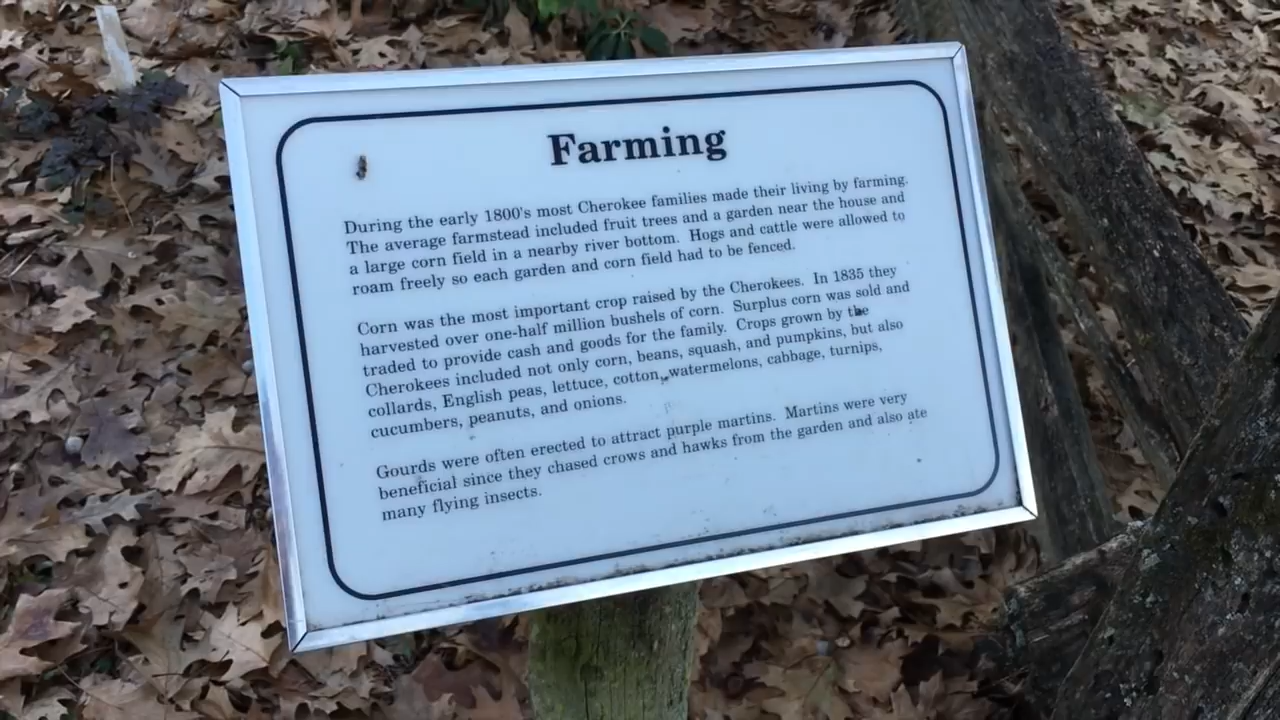 Farming
During the early 1800's most Cherokee families made their living by farming.
The average farmstead included fruit trees and a garden near the house and
a large corn field in a nearby river bottom. Hogs and cattle were allowed to
roam freely so each garden and corn field had to be fenced.
Corn was the most important crop raised by the Cherokees. In 1835 they
harvested over one-half million bushels of corn. Surplus corn was sold and
traded to provide cash and goods for the family. Crops grown by the
Cherokees included not only corn, beans, squash, and pumpkins, but also
collards, English peas, lettuce, cotton, watermelons, cabbage, turnips,
cucumbers, peanuts, and onions.
Gourds were often erected to attract purple martins. Martins were very
beneficial since they chased crows and hawks from the garden and also ate
many flying insects.